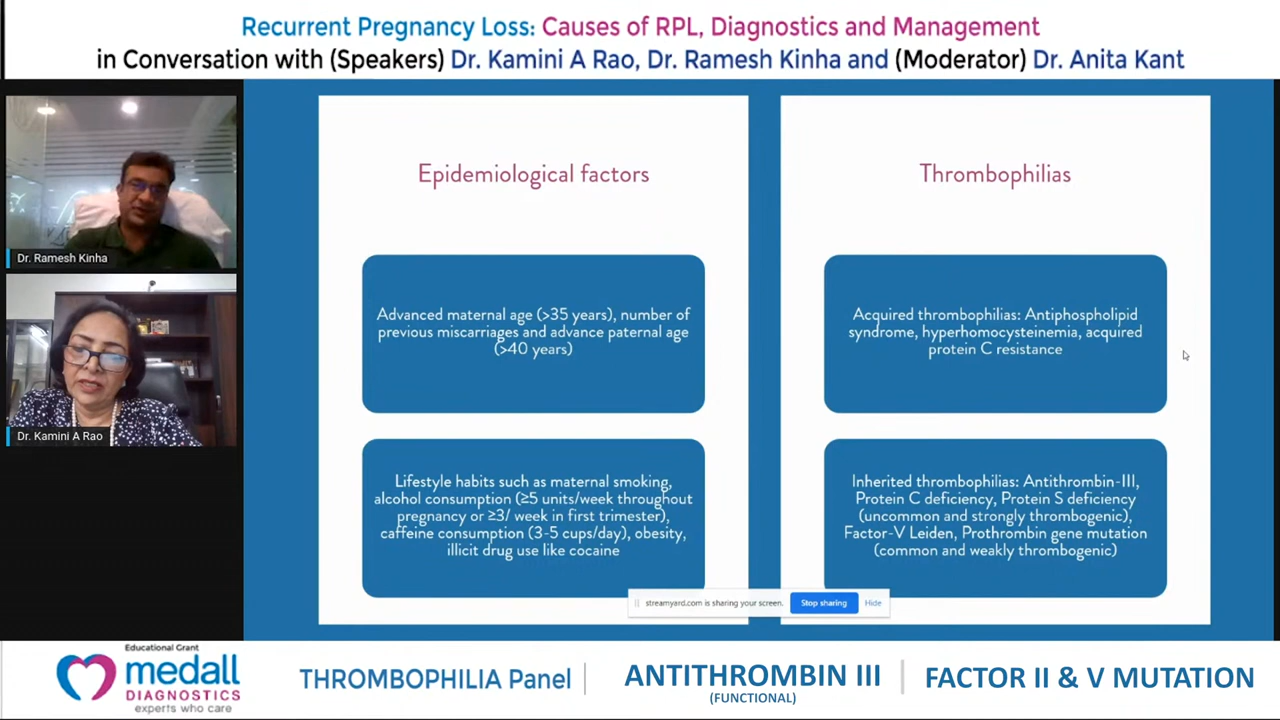 Recurrent Pregnancy Loss: Causes of RPL, Diagnostics and Management
in Conversation with (Speakers) Dr. Kamini A Rao, Dr. Ramesh Kinha and (Moderator) Dr. Anita Kant
Dr. Ramesh Kinha
Dr. Kamini A Rao
Epidemiological factors
Advanced maternal age (>35 years), number of
previous miscarriages and advance paternal age
(>40 years)
Lifestyle habits such as maternal smoking,
alcohol consumption (≥5 units/week throughout
pregnancy or ≥3/ week in first trimester),
caffeine consumption (3-5 cups/day), obesity,
illicit drug use like cocaine
Thrombophilias
Acquired thrombophilias: Antiphospholipid
syndrome, hyperhomocysteinemia, acquired
protein C resistance
Inherited thrombophilias: Antithrombin-III,
Protein C deficiency, Protein S deficiency
(uncommon and strongly thrombogenic),
Factor-V Leiden, Prothrombin gene mutation
(common and weakly thrombogenic)
streamyard.com is sharing your screen. Stop sharing Hide
Educational Grant
medall
DIAGNOSTICS
experts who care
THROMBOPHILIA Panel
ANTITHROMBIN III
(FUNCTIONAL)
FACTOR II & V MUTATION